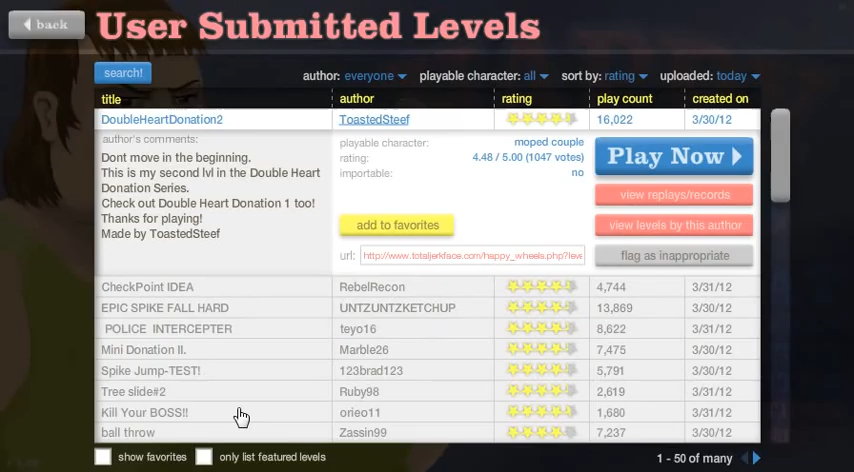 back
User Submitted Levels
search!
author: everyone playable character: all sort by: rating uploaded: today
title author rating play count created on
DoubleHeartDonation2 ToastedSteef 16,022 3/30/12
author's comments:
Dont move in the beginning.
This is my second lvl in the Double Heart
Donation Series.
Check out Double Heart Donation 1 too!
Thanks for playing!
Made by ToastedSteef
playable character: moped couple
rating: 4.48 / 5.00 (1047 votes)
importable: no
add to favorites
url: http://www.totaljerkface.com/happy_wheels.php?leve
Play Now
view replays/records
view levels by this author
flag as inappropriate
CheckPoint IDEA RebelRecon 4,744 3/31/12
EPIC SPIKE FALL HARD UNTZUNTZKETCHUP 13,869 3/30/12
POLICE INTERCEPTER teyo16 8,622 3/31/12
Mini Donation II. Marble26 7,475 3/30/12
Spike Jump-TEST! 123brad123 5,791 3/30/12
Tree slide#2 Ruby98 2,619 3/31/12
Kill Your BOSS!! orieo11 1,680 3/31/12
ball throw Zassin99 7,237 3/30/12
show favorites only list featured levels 1 - 50 of many